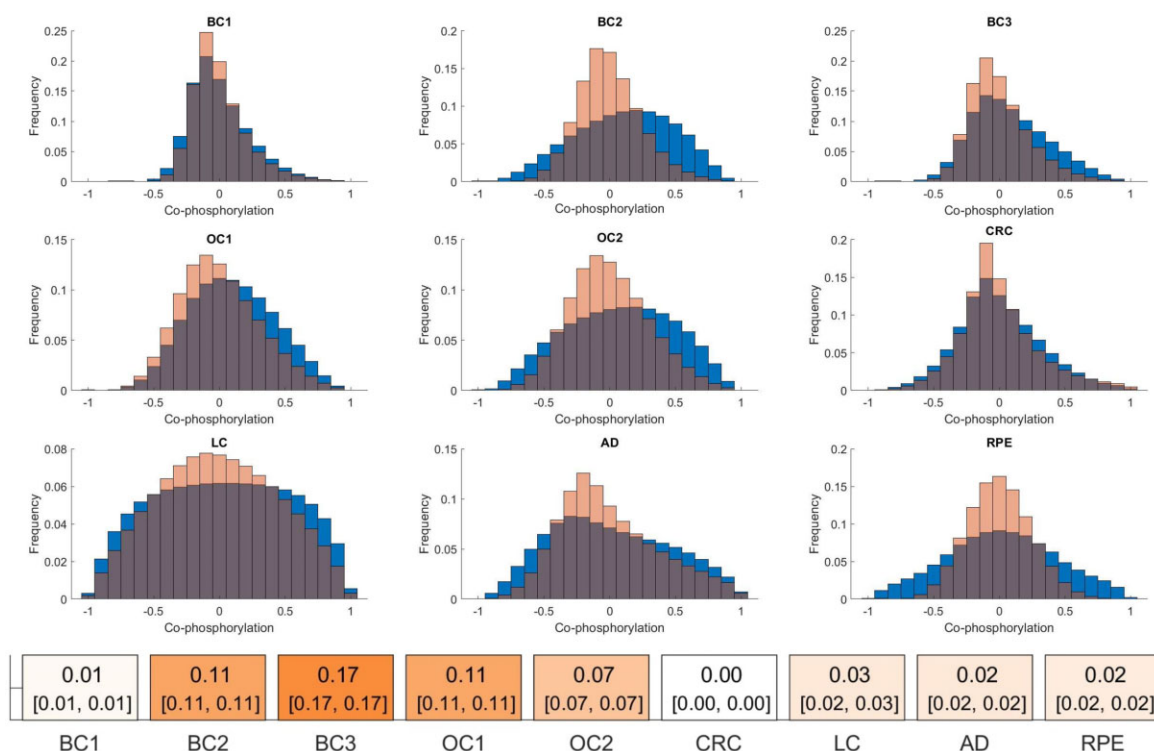 BC1
0.25
0.2
0.15
0.1
0.05
0
Frequency
-1 -0.5 0 0.5 1
Co-phosphorylation
BC2
0.2
0.15
0.1
0.05
0
Frequency
-1 -0.5 0 0.5 1
Co-phosphorylation
BC3
0.25
0.2
0.15
0.1
0.05
0
Frequency
-1 -0.5 0 0.5 1
Co-phosphorylation
OC1
0.15
0.1
0.05
0
Frequency
-1 -0.5 0 0.5 1
Co-phosphorylation
OC2
0.15
0.1
0.05
0
Frequency
-1 -0.5 0 0.5 1
Co-phosphorylation
CRC
0.2
0.15
0.1
0.05
0
Frequency
-1 -0.5 0 0.5 1
Co-phosphorylation
LC
0.08
0.06
0.04
0.02
0
Frequency
-1 -0.5 0 0.5 1
Co-phosphorylation
AD
0.15
0.1
0.05
0
Frequency
-1 -0.5 0 0.5 1
Co-phosphorylation
RPE
0.2
0.15
0.1
0.05
0
Frequency
-1 -0.5 0 0.5 1
Co-phosphorylation
0.01 0.11 0.17 0.11 0.07 0.00 0.03 0.02 0.02
[0.01, 0.01] [0.11, 0.11] [0.17, 0.17] [0.11, 0.11] [0.07, 0.07] [0.00, 0.00] [0.02, 0.03] [0.02, 0.02] [0.02, 0.02]
BC1 BC2 BC3 OC1 OC2 CRC LC AD RPE